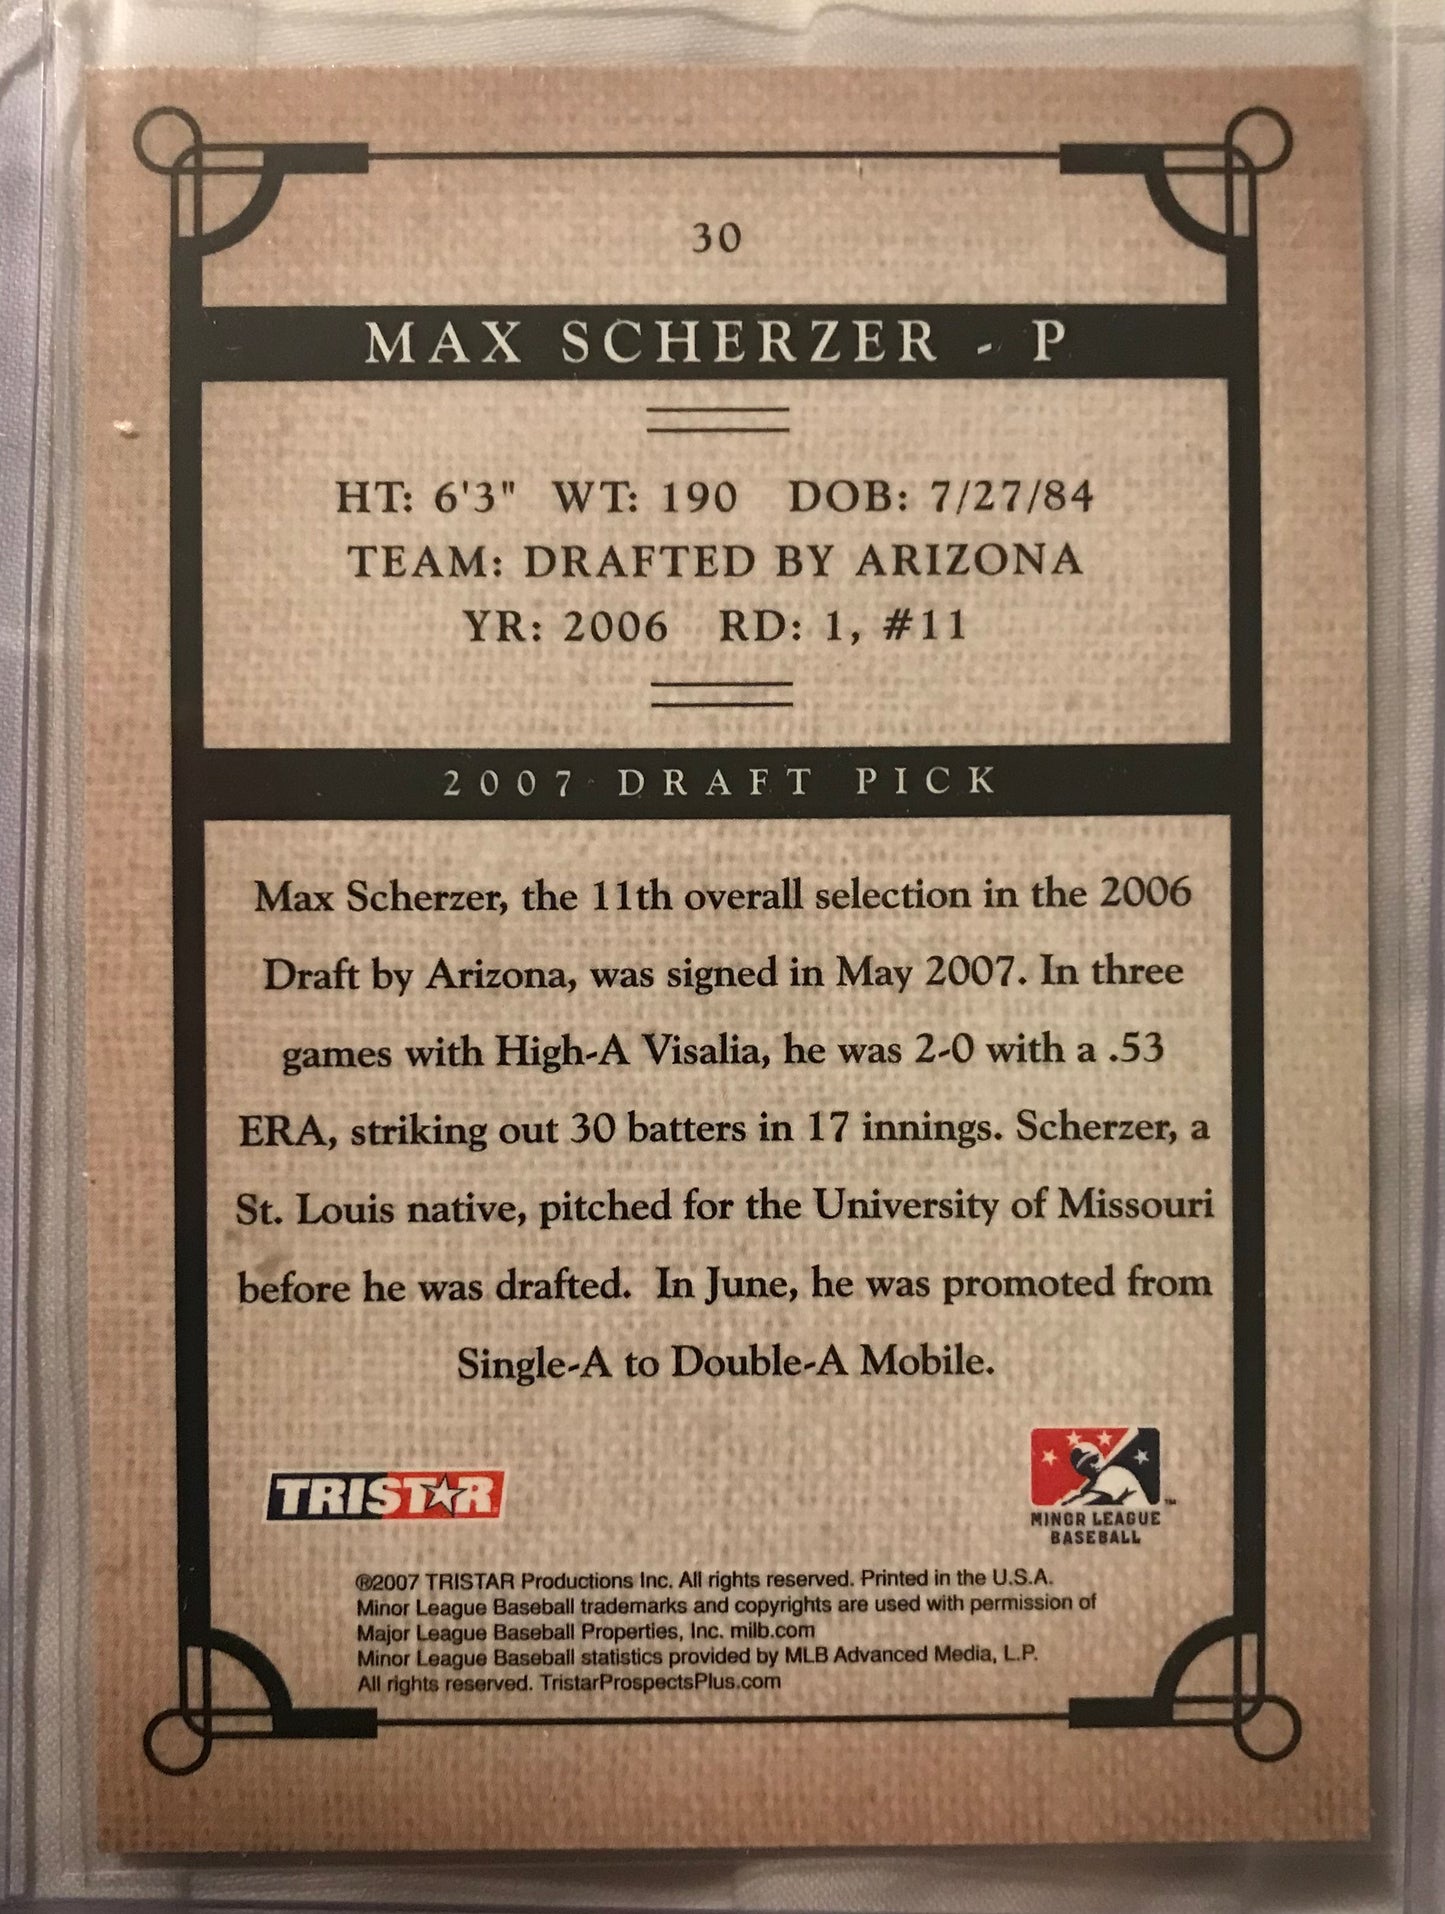 30
MAX SCHERZER - P
HT: 6'3" WT: 190 DOB: 7/27/84
TEAM: DRAFTED BY ARIZONA
YR: 2006 RD: 1, #11
2007 DRAFT PICK
Max Scherzer, the 11th overall selection in the 2006
Draft by Arizona, was signed in May 2007. In three
games with High-A Visalia, he was 2-0 with a .53
ERA, striking out 30 batters in 17 innings. Scherzer, a
St. Louis native, pitched for the University of Missouri
before he was drafted. In June, he was promoted from
Single-A to Double-A Mobile.
TRISTAR
MINOR LEAGUE
BASEBALL
™
®2007 TRISTAR Productions Inc. All rights reserved. Printed in the U.S.A.
Minor League Baseball trademarks and copyrights are used with permission of
Major League Baseball Properties, Inc. milb.com
Minor League Baseball statistics provided by MLB Advanced Media, L.P.
All rights reserved. TristarProspectsPlus.com